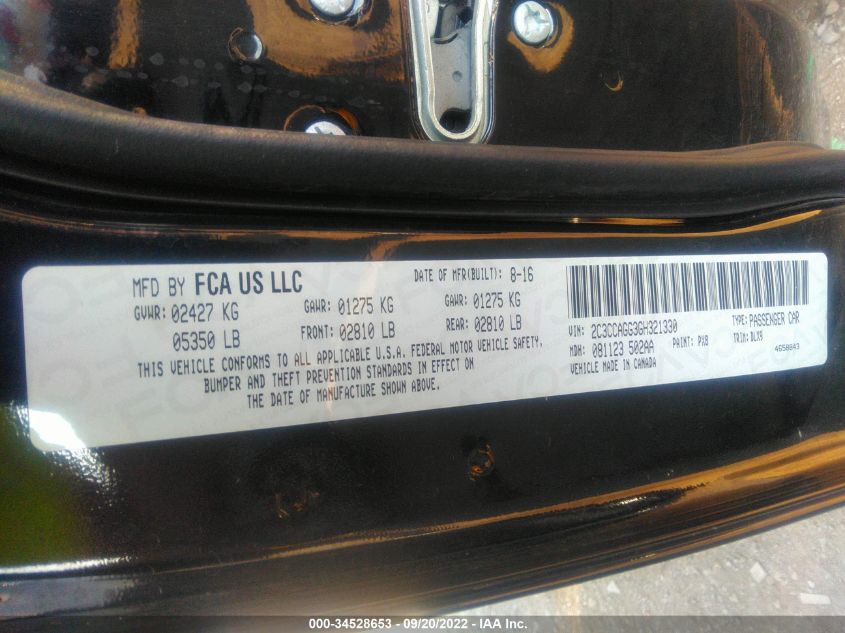 MFD BY FCA US LLC DATE OF MFR(BUILT): 8-16
GVWR: 02427 KG GAWR: 01275 KG GAWR: 01275 KG
05350 LB FRONT: 02810 LB REAR: 02810 LB
THIS VEHICLE CONFORMS TO ALL APPLICABLE U.S.A. FEDERAL MOTOR VEHICLE SAFETY,
BUMPER AND THEFT PREVENTION STANDARDS IN EFFECT ON
THE DATE OF MANUFACTURE SHOWN ABOVE.
VIN: 2C3CCAGG3GH321330 TYPE: PASSENGER CAR
MDH: 081123 502AA PAINT: PX8 TRIM: DLX9
VEHICLE MADE IN CANADA 4658843
000-34528653 - 09/20/2022 - IAA Inc.